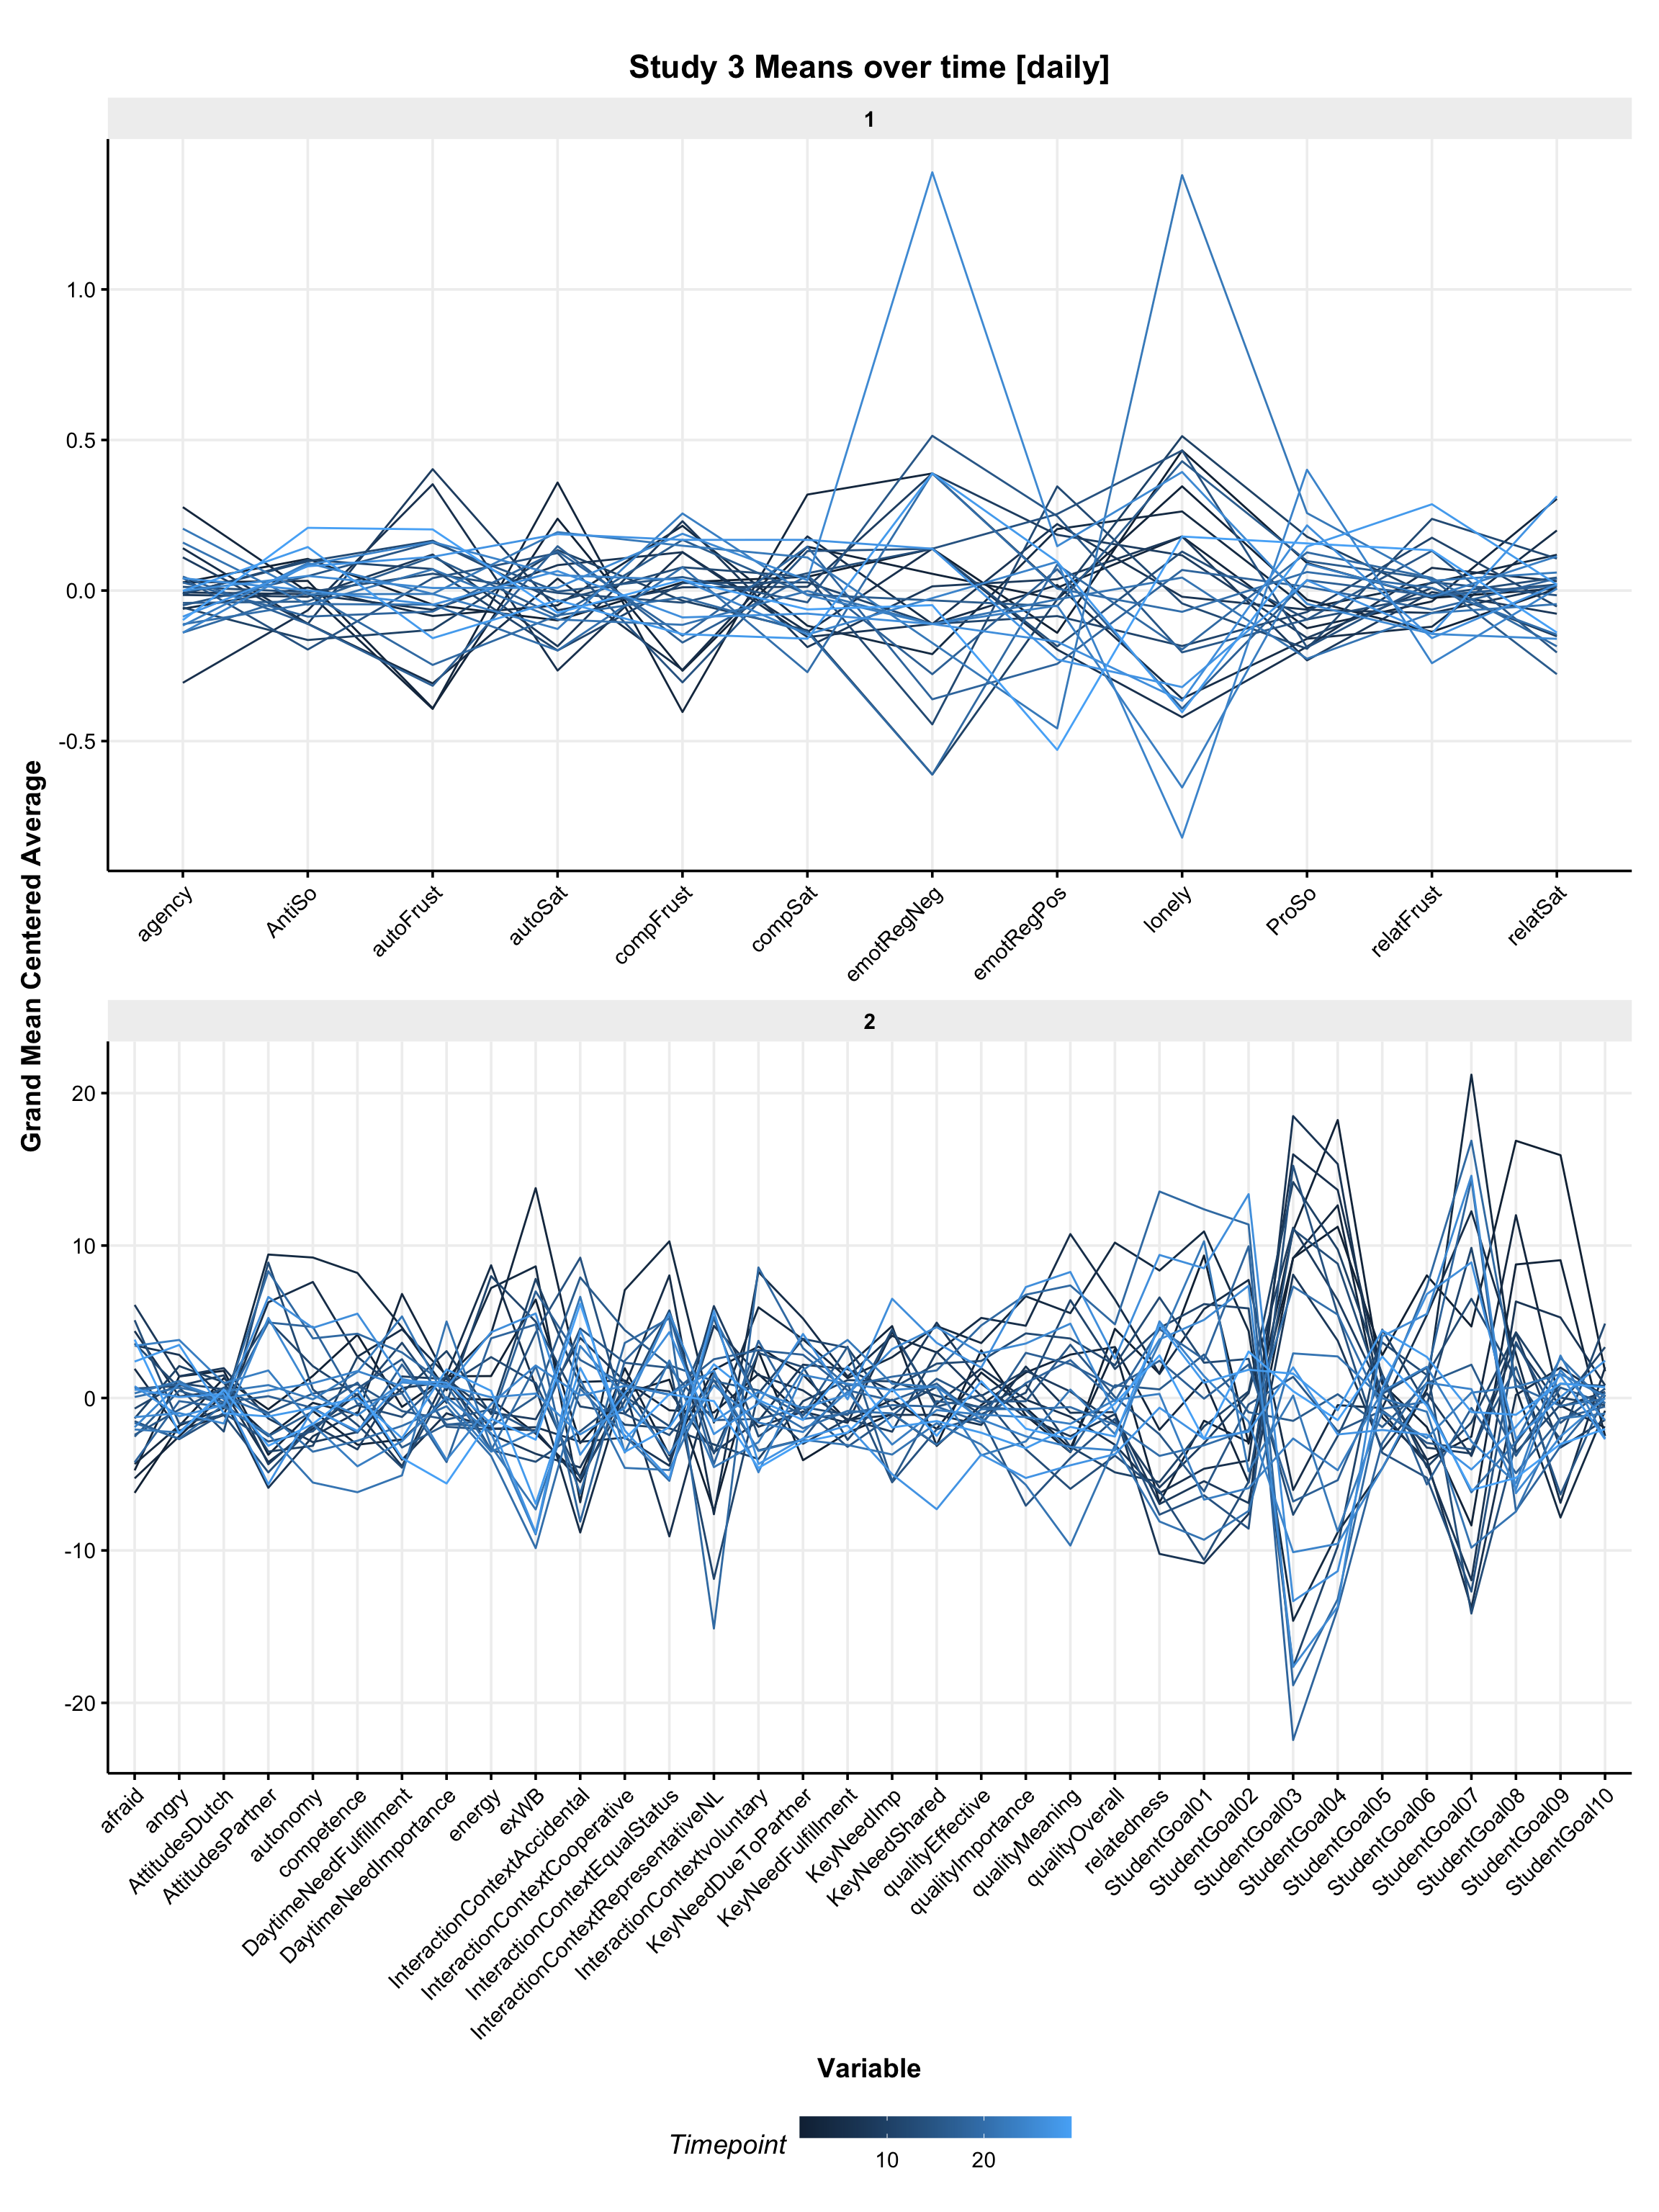 Study 3 Means over time [daily]
1
1.0
0.5
0.0
-0.5
agency
AntiSo
autoFrust
autoSat
compFrust
compSat
emotRegNeg
emotRegPos
lonely
ProSo
relatFrust
relatSat
Grand Mean Centered Average
2
20
10
0
-10
-20
afraid
angry
AttitudesDutch
AttitudesPartner
autonomy
competence
DaytimeNeedFulfillment
DaytimeNeedImportance
energy
exWB
InteractionContextAccidental
InteractionContextCooperative
InteractionContextEqualStatus
InteractionContextRepresentativeNL
InteractionContextvoluntary
KeyNeedDueToPartner
KeyNeedFulfillment
KeyNeedImp
KeyNeedShared
qualityEffective
qualityImportance
qualityMeaning
qualityOverall
relatedness
StudentGoal01
StudentGoal02
StudentGoal03
StudentGoal04
StudentGoal05
StudentGoal06
StudentGoal07
StudentGoal08
StudentGoal09
StudentGoal10
Variable
Timepoint
10
20